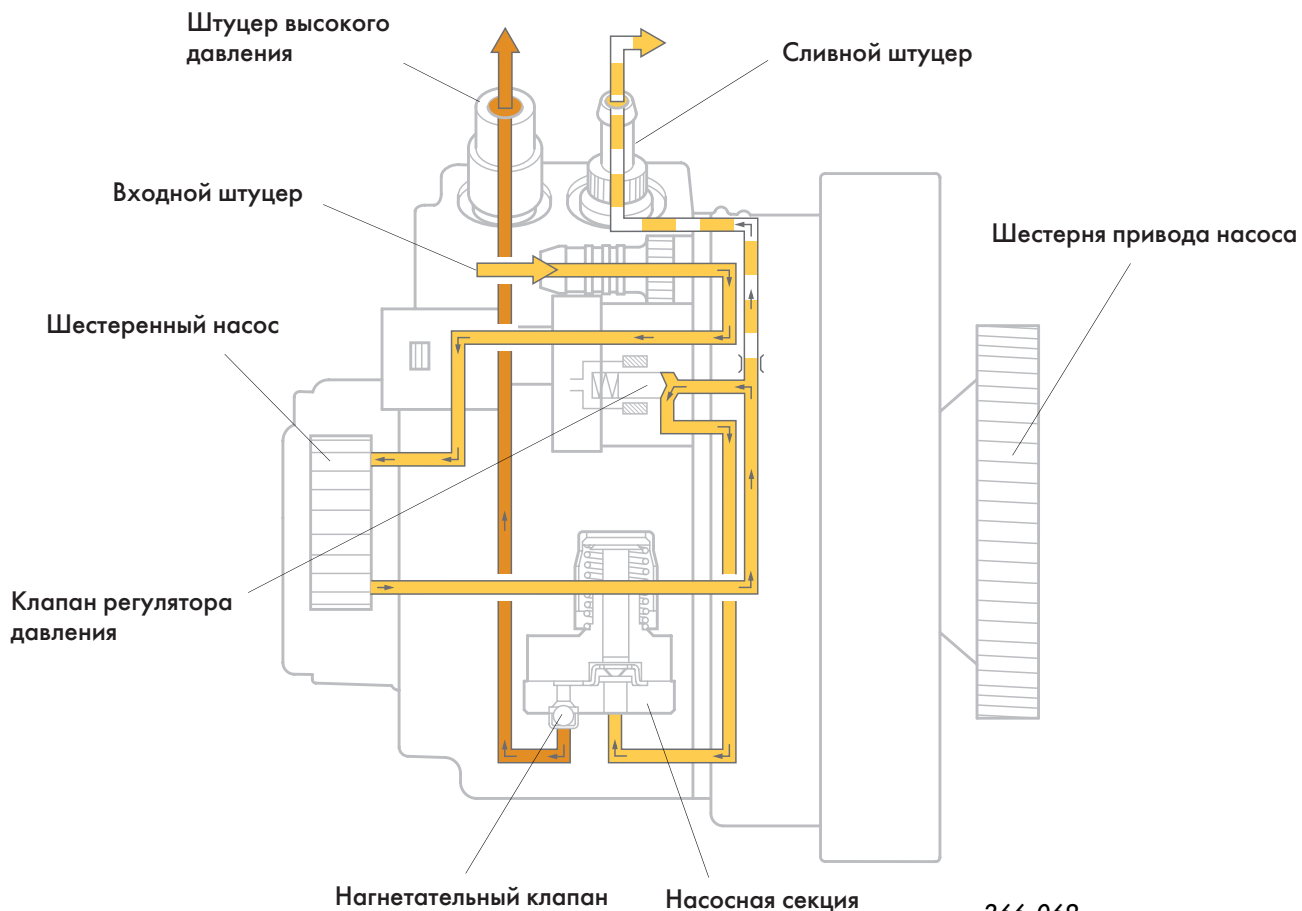 Штуцер высокого
давления
Сливной штуцер
Входной штуцер
Шестерня привода насоса
Шестеренный насос
Клапан регулятора
давления
Нагнетательный клапан
Насосная секция